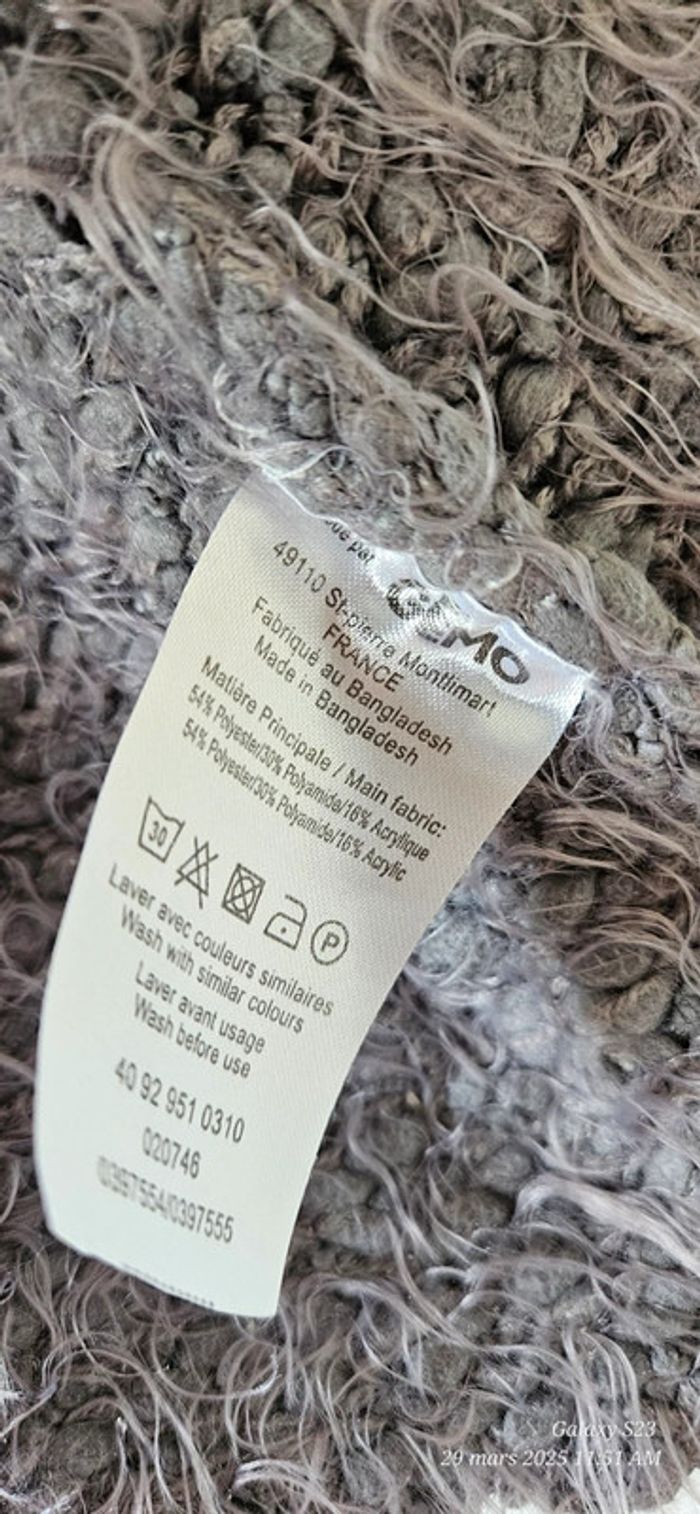 par
GÉMO
49110 St-pierre Montlimart
FRANCE
Fabriqué au Bangladesh
Made in Bangladesh
Matière Principale / Main fabric:
54% Polyester/30% Polyamide/16% Acrylique
54% Polyester/30% Polyamide/16% Acrylic
30
P
Laver avec couleurs similaires
Wash with similar colours
Laver avant usage
Wash before use
40 92 951 0310
020746
0397554/0397555
Galaxy S23
29 mars 2025 11:51 AM